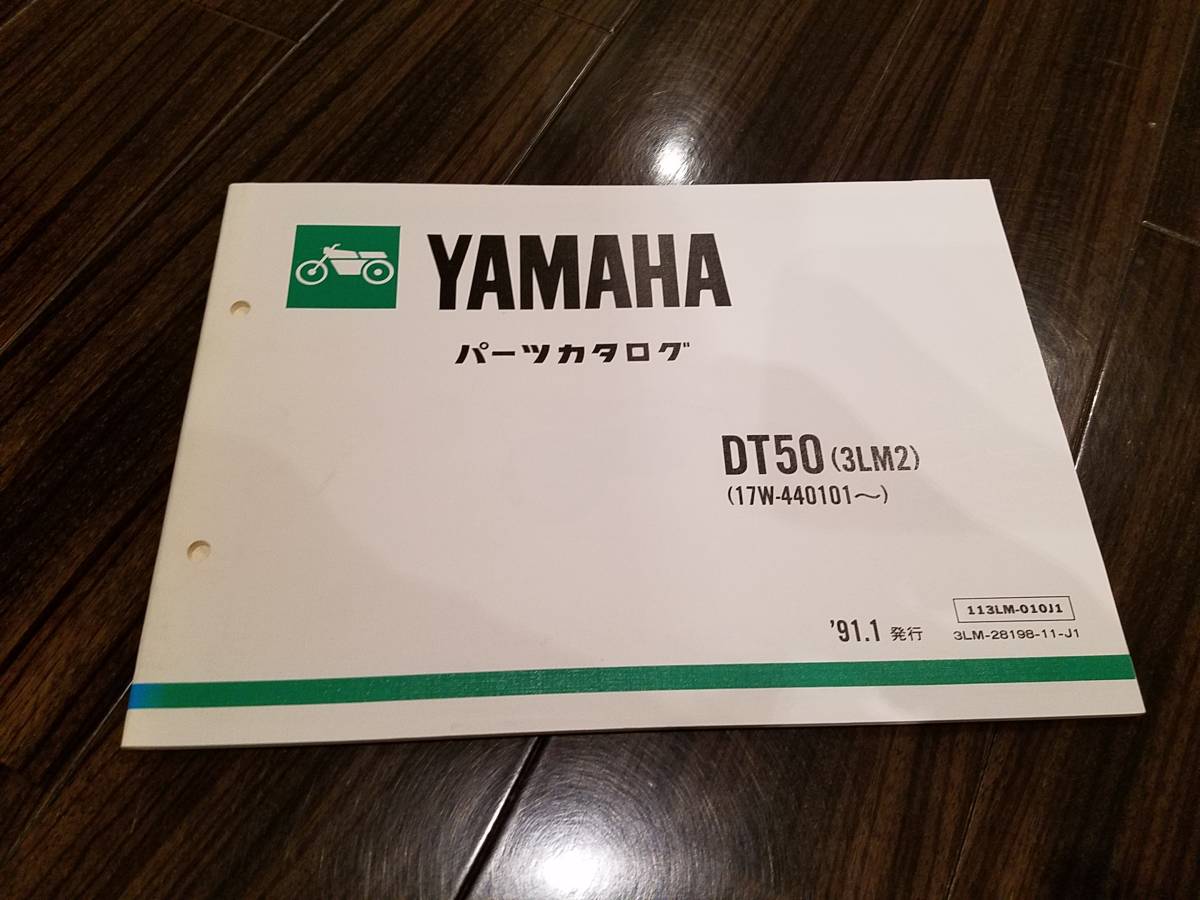 YAMAHA
パーツカタログ
DT50 (3LM2)
(17W-440101～)
113LM-010J1
'91.1 発行
3LM-28198-11-J1